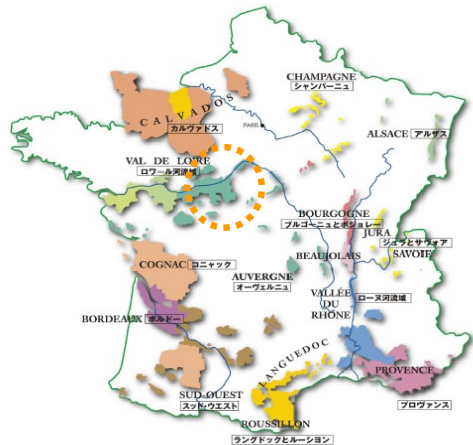 CHAMPAGNE
シャンパーニュ
CALVADOS
カルヴァドス
PARIS
ALSACE アルザス
VAL DE LOIRE
ロワール河流域
BOURGOGNE
ブルゴーニュとボジョレー
JURA
ジュラとサヴォア
SAVOIE
BEAUJOLAIS
COGNAC コニャック
AUVERGNE
オーヴェルニュ
VALLÉE
DU
RHÔNE
ローヌ河流域
BORDEAUX ボルドー
LANGUEDOC
PROVENCE
プロヴァンス
SUD-OUEST
スッド・ウエスト
ROUSSILLON
ラングドックとルーション